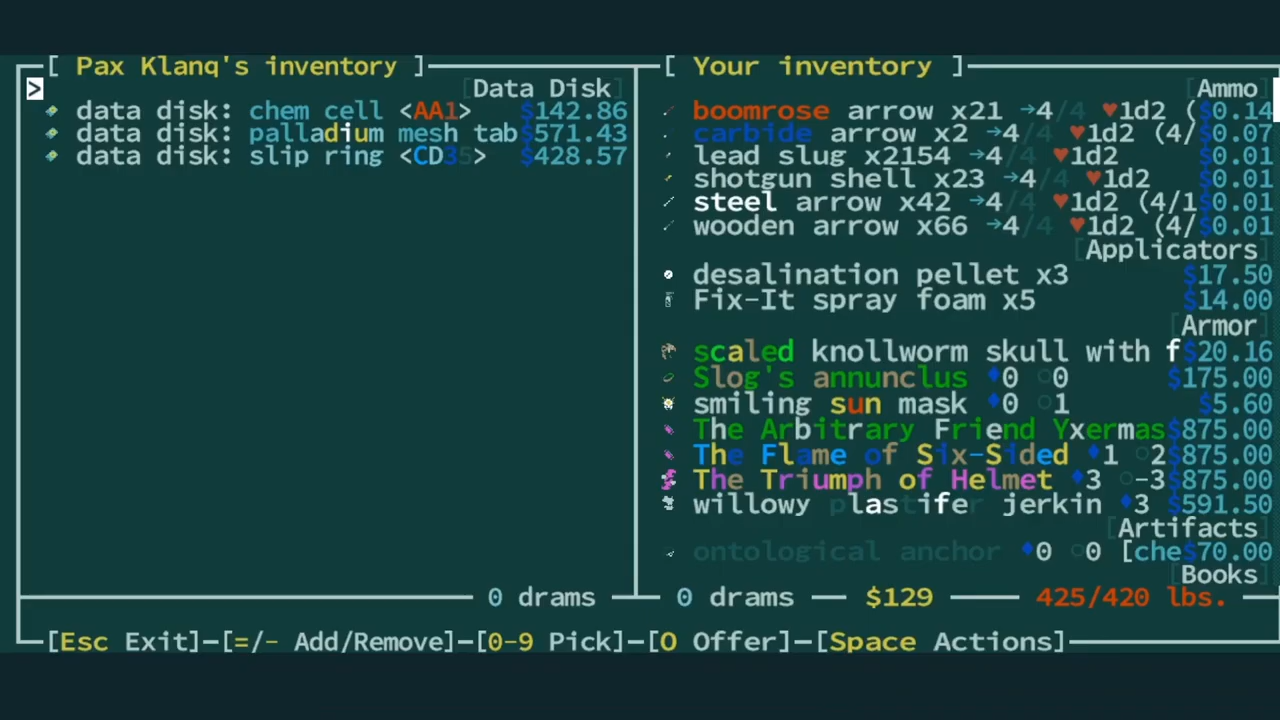 [ Pax Klanq's inventory ]
>
[Data Disk]
data disk: chem cell <AA1> $142.86
data disk: palladium mesh tab $571.43
data disk: slip ring <CD35> $428.57
0 drams
[ Your inventory ]
[Ammo]
boomrose arrow x21 →4/4 ♥1d2 ( $0.14
carbide arrow x2 →4/4 ♥1d2 (4/ $0.07
lead slug x2154 →4/4 ♥1d2 $0.01
shotgun shell x23 →4/4 ♥1d2 $0.01
steel arrow x42 →4/4 ♥1d2 (4/1 $0.01
wooden arrow x66 →4/4 ♥1d2 (4/ $0.01
[Applicators]
desalination pellet x3 $17.50
Fix-It spray foam x5 $14.00
[Armor]
scaled knollworm skull with f $20.16
Slog's annunclus ♦0 ○0 $175.00
smiling sun mask ♦0 ○1 $5.60
The Arbitrary Friend Yxermas $875.00
The Flame of Six-Sided ♦1 ○2 $875.00
The Triumph of Helmet ♦3 ○-3 $875.00
willowy plastifer jerkin ♦3 $591.50
[Artifacts]
ontological anchor ♦0 ○0 [che $70.00
[Books]
0 drams $129 425/420 lbs.
[Esc Exit] [=/- Add/Remove] [0-9 Pick] [O Offer] [Space Actions]